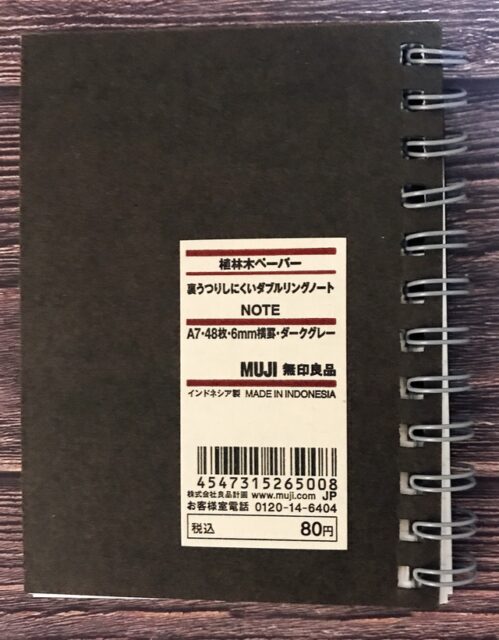 植林木ペーパー
裏うつりしにくいダブルリングノート
NOTE
A7・48枚・6mm横罫・ダークグレー
MUJI 無印良品
インドネシア製 MADE IN INDONESIA
4547315265008
株式会社良品計画 www.muji.com JP
お客様室電話 0120-14-6404
税込 80円